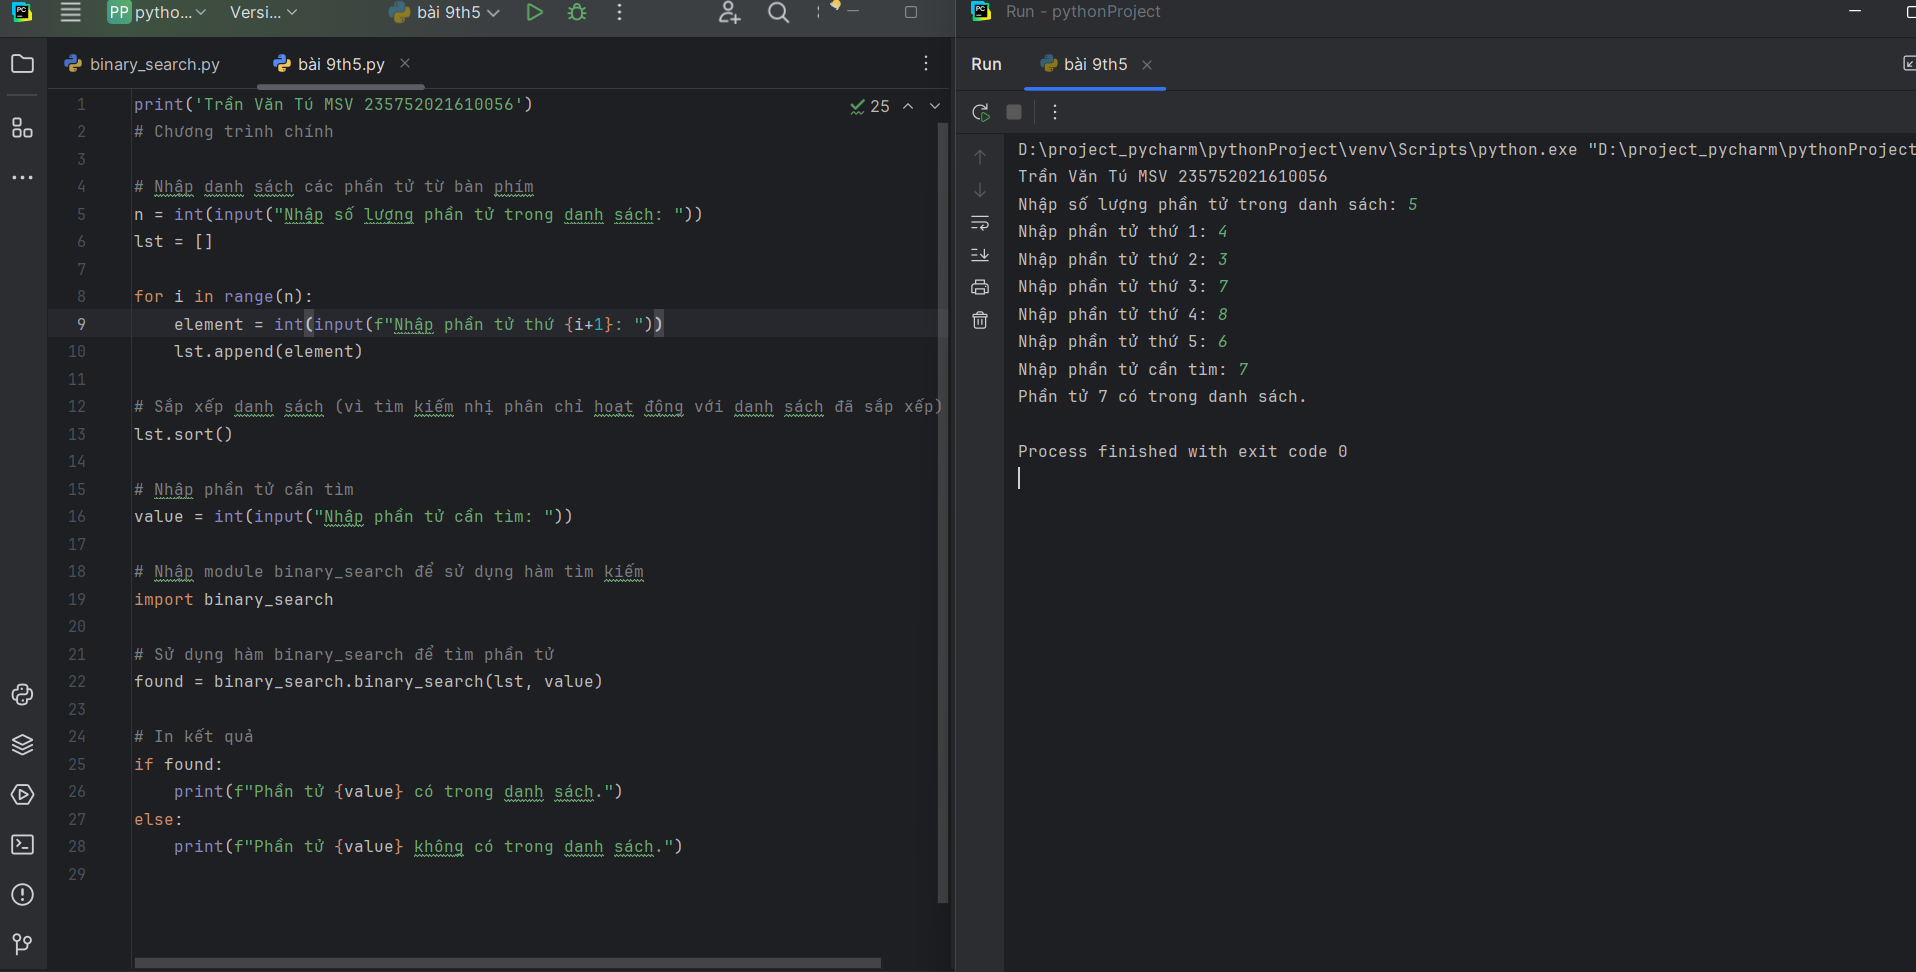 PP pytho... Versi... bài 9th5
binary_search.py bài 9th5.py
25
1 print('Trần Văn Tú MSV 235752021610056')
2 # Chương trình chính
3
4 # Nhập danh sách các phần tử từ bàn phím
5 n = int(input("Nhập số lượng phần tử trong danh sách: "))
6 lst = []
7
8 for i in range(n):
9 element = int(input(f"Nhập phần tử thứ {i+1}: "))
10 lst.append(element)
11
12 # Sắp xếp danh sách (vì tìm kiếm nhị phân chỉ hoạt động với danh sách đã sắp xếp)
13 lst.sort()
14
15 # Nhập phần tử cần tìm
16 value = int(input("Nhập phần tử cần tìm: "))
17
18 # Nhập module binary_search để sử dụng hàm tìm kiếm
19 import binary_search
20
21 # Sử dụng hàm binary_search để tìm phần tử
22 found = binary_search.binary_search(lst, value)
23
24 # In kết quả
25 if found:
26 print(f"Phần tử {value} có trong danh sách.")
27 else:
28 print(f"Phần tử {value} không có trong danh sách.")
29
Run - pythonProject
Run bài 9th5
D:\project_pycharm\pythonProject\venv\Scripts\python.exe "D:\project_pycharm\pythonProject
Trần Văn Tú MSV 235752021610056
Nhập số lượng phần tử trong danh sách: 5
Nhập phần tử thứ 1: 4
Nhập phần tử thứ 2: 3
Nhập phần tử thứ 3: 7
Nhập phần tử thứ 4: 8
Nhập phần tử thứ 5: 6
Nhập phần tử cần tìm: 7
Phần tử 7 có trong danh sách.
Process finished with exit code 0